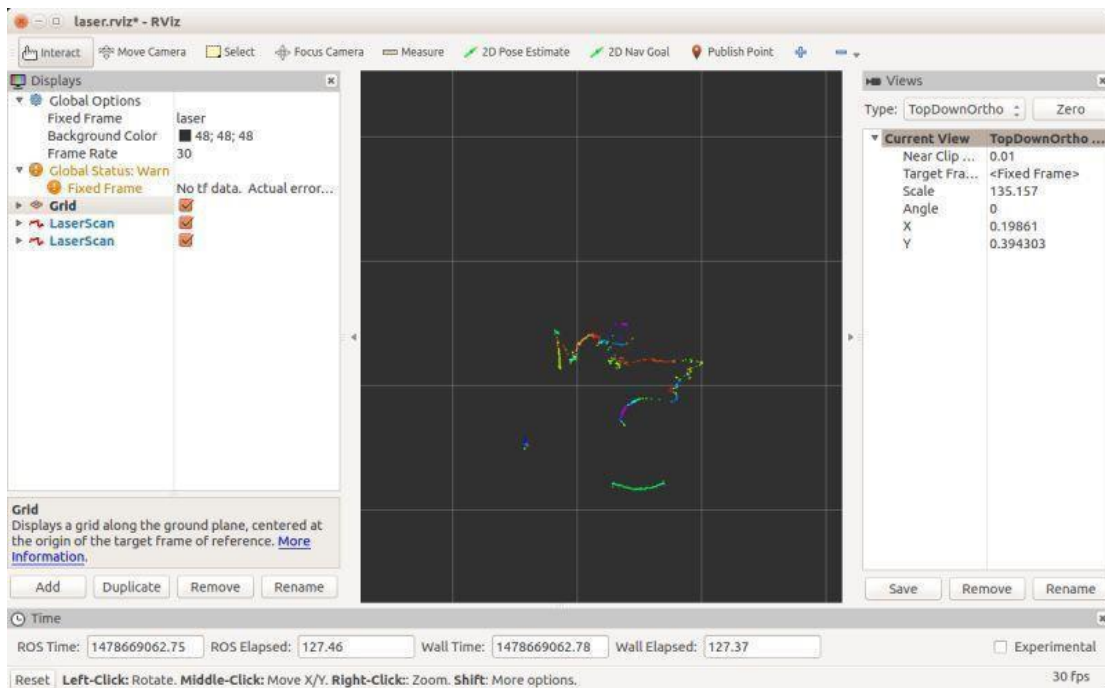 laser.rviz* - RViz
Interact Move Camera Select Focus Camera Measure 2D Pose Estimate 2D Nav Goal Publish Point
Displays
Global Options
Fixed Frame laser
Background Color 48; 48; 48
Frame Rate 30
Global Status: Warn
Fixed Frame No tf data. Actual error...
Grid
LaserScan
LaserScan
Grid
Displays a grid along the ground plane, centered at
the origin of the target frame of reference. More
Information.
Add Duplicate Remove Rename
Views
Type: TopDownOrtho Zero
Current View TopDownOrtho ...
Near Clip ... 0.01
Target Fra... <Fixed Frame>
Scale 135.157
Angle 0
X 0.19861
Y 0.394303
Save Remove Rename
Time
ROS Time: 1478669062.75 ROS Elapsed: 127.46 Wall Time: 1478669062.78 Wall Elapsed: 127.37 Experimental
Reset Left-Click: Rotate. Middle-Click: Move X/Y. Right-Click:: Zoom. Shift: More options. 30 fps